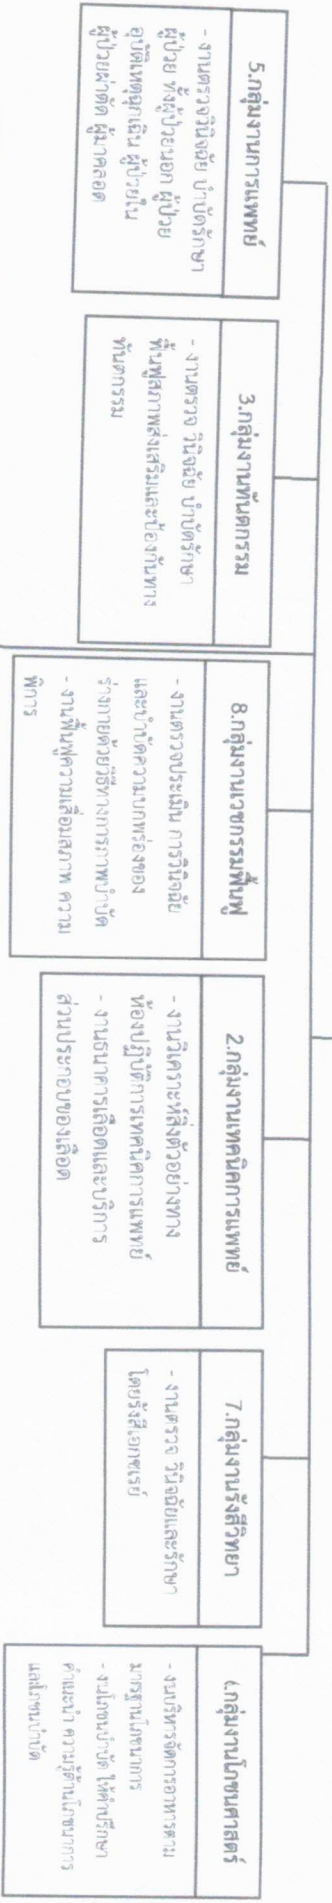 5.กลุ่มงานการแพทย์
- งานตรวจวินิจฉัย บำบัดรักษา
ผู้ป่วย ทั้งผู้ป่วยนอก ผู้ป่วย
อุบัติเหตุฉุกเฉิน ผู้ป่วยใน
ผู้ป่วยผ่าตัด ผู้มาคลอด
3.กลุ่มงานทันตกรรม
- งานตรวจ วินิจฉัย บำบัดรักษา
ฟื้นฟูสภาพส่งเสริมและป้องกันทาง
ทันตกรรม
8.กลุ่มงานเวชกรรมฟื้นฟู
- งานตรวจประเมิน การวินิจฉัย
และบำบัดความบกพร่องของ
ร่างกายด้วยวิธีทางกายภาพบำบัด
- งานฟื้นฟูความเสื่อมสภาพ ความ
พิการ
2.กลุ่มงานเทคนิคการแพทย์
- งานวิเคราะห์สิ่งตัวอย่างทาง
ห้องปฏิบัติการเทคนิคการแพทย์
- งานธนาคารเลือดและบริการ
ส่วนประกอบของเลือด
7.กลุ่มงานรังสีวิทยา
- งานตรวจ วินิจฉัยและรักษา
โดยรังสีเอกซเรย์
กลุ่มงานโภชนศาสตร์
- งานบริหารจัดการอาหารตาม
มาตรฐานโภชนาการ
- งานโภชนบำบัด ให้คำปรึกษา
คำแนะนำ ความรู้ด้านโภชนาการ
และโภชนบำบัด